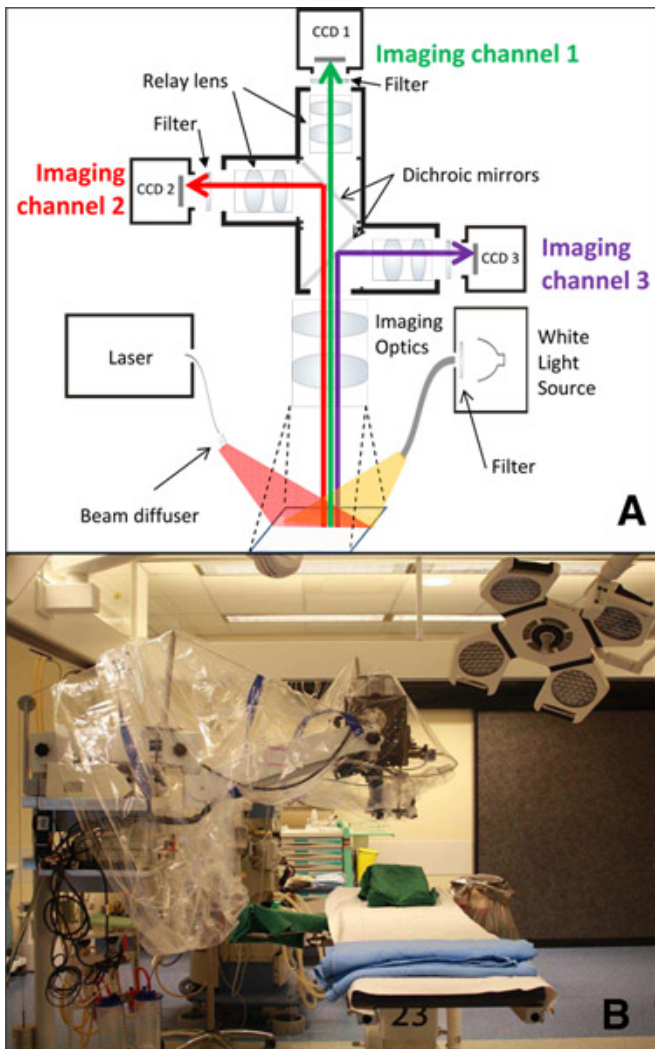 CCD 1
Imaging channel 1
Relay lens
Filter
Filter
Imaging
channel 2
CCD 2
Dichroic mirrors
CCD 3
Imaging
channel 3
Laser
Imaging
Optics
White
Light
Source
Filter
Beam diffuser
A
23
B